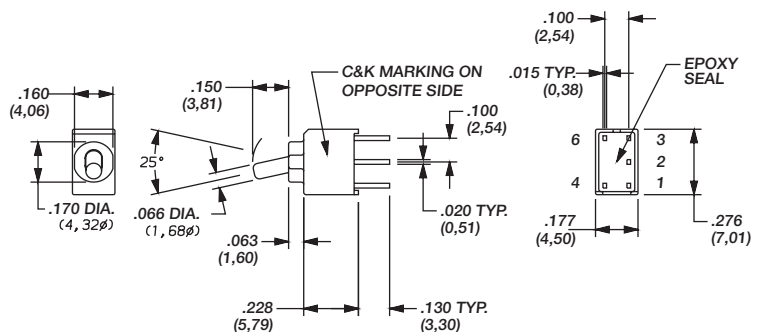 .160
(4,06)
.170 DIA.
(4,32ø)
25°
.150
(3,81)
.066 DIA.
(1,68ø)
C&K MARKING ON
OPPOSITE SIDE
.100
(2,54)
.020 TYP.
(0,51)
.063
(1,60)
.228
(5,79)
.130 TYP.
(3,30)
.100
(2,54)
.015 TYP.
(0,38)
EPOXY
SEAL
6 3
2
4 1
.177
(4,50)
.276
(7,01)